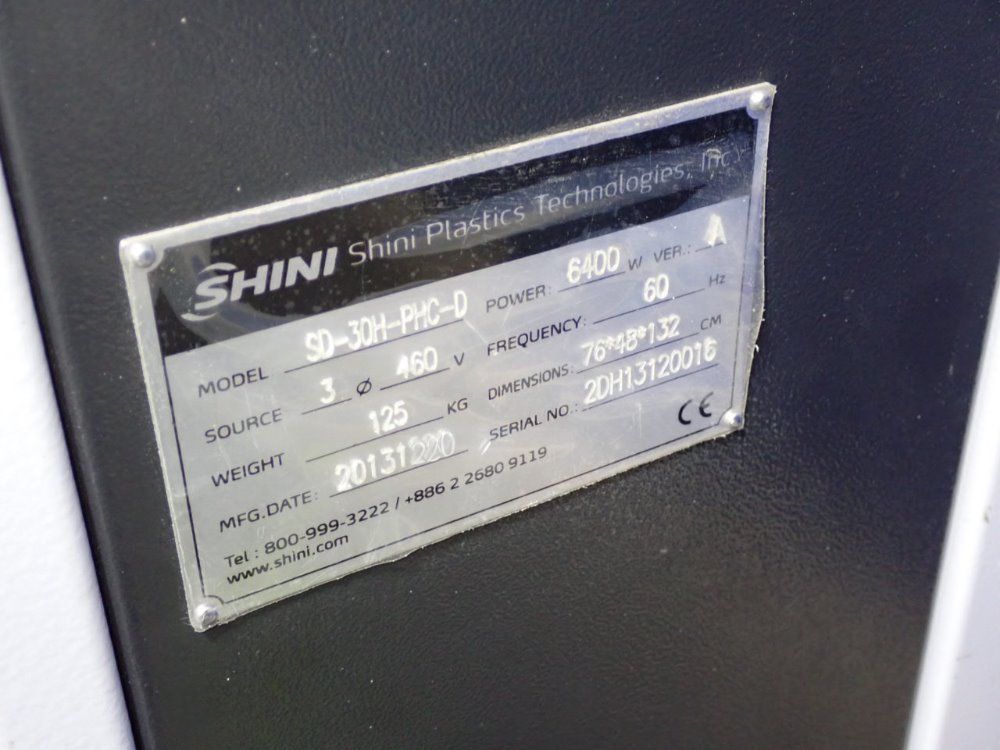 SHINI Shini Plastics Technologies, Inc
MODEL SD-30H-PHC-D POWER: 6400 W VER.: A
SOURCE 3 Ø 460 V FREQUENCY: 60 Hz
WEIGHT 125 KG DIMENSIONS: 76*48*132 CM
MFG.DATE: 20131220 SERIAL NO.: 2DH13120016
Tel : 800-999-3222 / +886 2 2680 9119
www.shini.com
CE